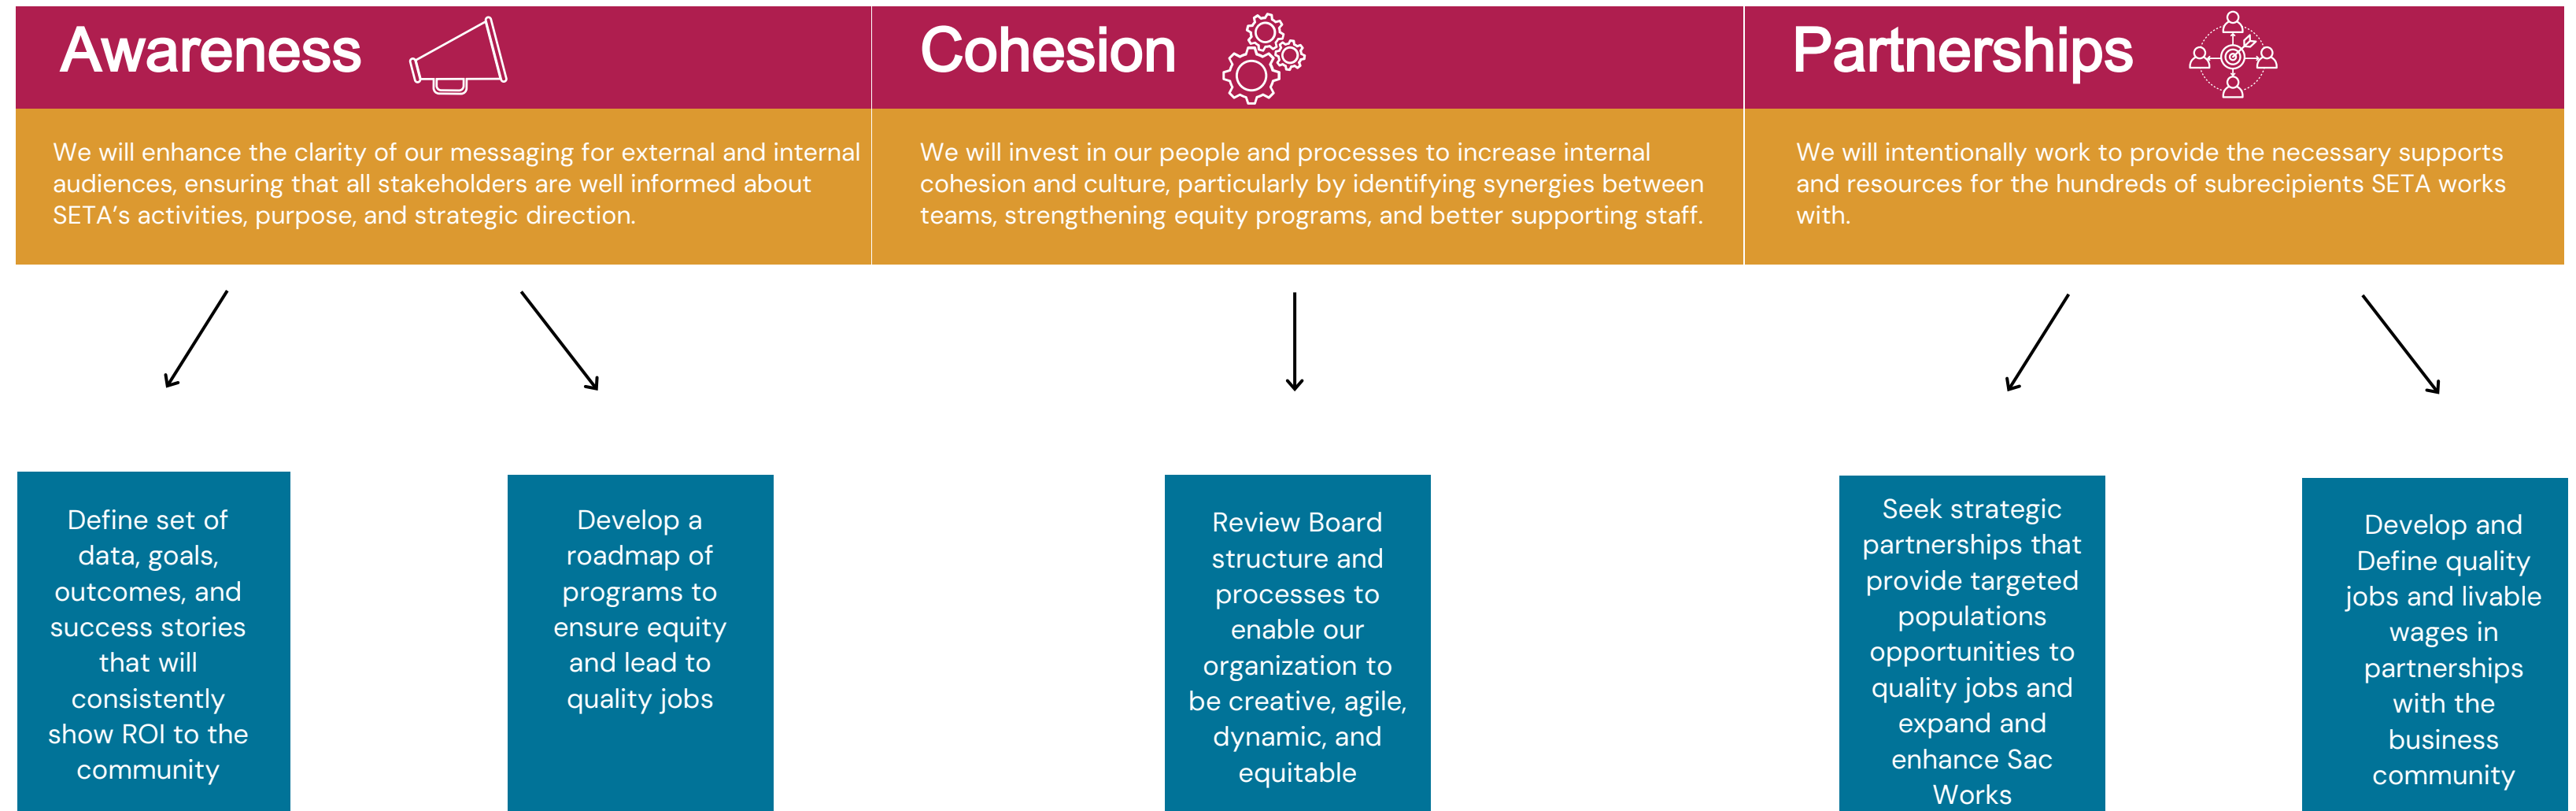 Awareness
We will enhance the clarity of our messaging for external and internal
audiences, ensuring that all stakeholders are well informed about
SETA's activities, purpose, and strategic direction.
Cohesion
We will invest in our people and processes to increase internal
cohesion and culture, particularly by identifying synergies between
teams, strengthening equity programs, and better supporting staff.
Partnerships
We will intentionally work to provide the necessary supports
and resources for the hundreds of subrecipients SETA works
with.
Define set of
data, goals,
outcomes, and
success stories
that will
consistently
show ROI to the
community
Develop a
roadmap of
programs to
ensure equity
and lead to
quality jobs
Review Board
structure and
processes to
enable our
organization to
be creative, agile,
dynamic, and
equitable
Seek strategic
partnerships that
provide targeted
populations
opportunities to
quality jobs and
expand and
enhance Sac
Works
Develop and
Define quality
jobs and livable
wages in
partnerships
with the
business
community